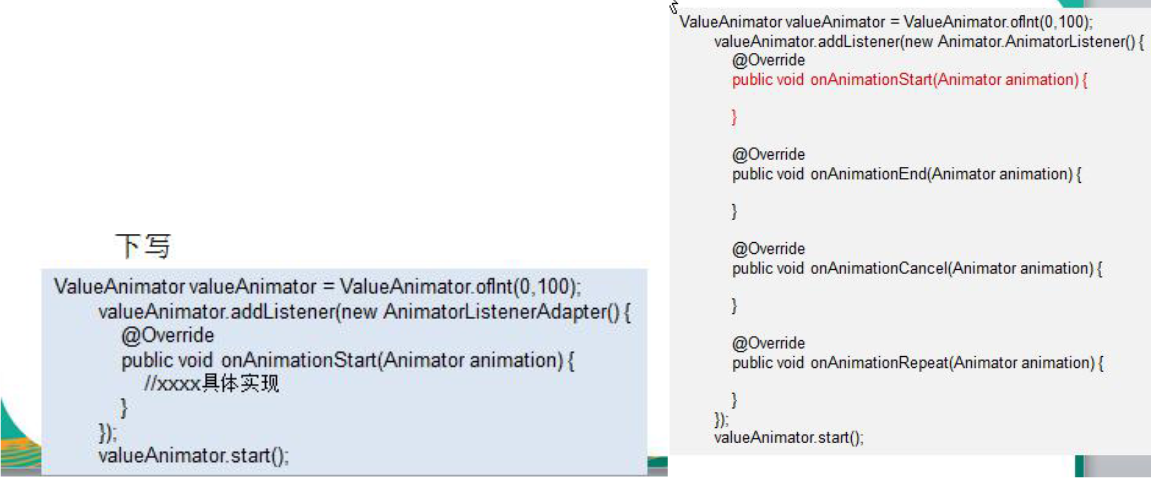 下写
ValueAnimator valueAnimator = ValueAnimator.ofInt(0,100);
valueAnimator.addListener(new AnimatorListenerAdapter() {
@Override
public void onAnimationStart(Animator animation) {
//xxxx具体实现
}
});
valueAnimator.start();
ValueAnimator valueAnimator = ValueAnimator.ofInt(0,100);
valueAnimator.addListener(new Animator.AnimatorListener() {
@Override
public void onAnimationStart(Animator animation) {
}
@Override
public void onAnimationEnd(Animator animation) {
}
@Override
public void onAnimationCancel(Animator animation) {
}
@Override
public void onAnimationRepeat(Animator animation) {
}
});
valueAnimator.start();